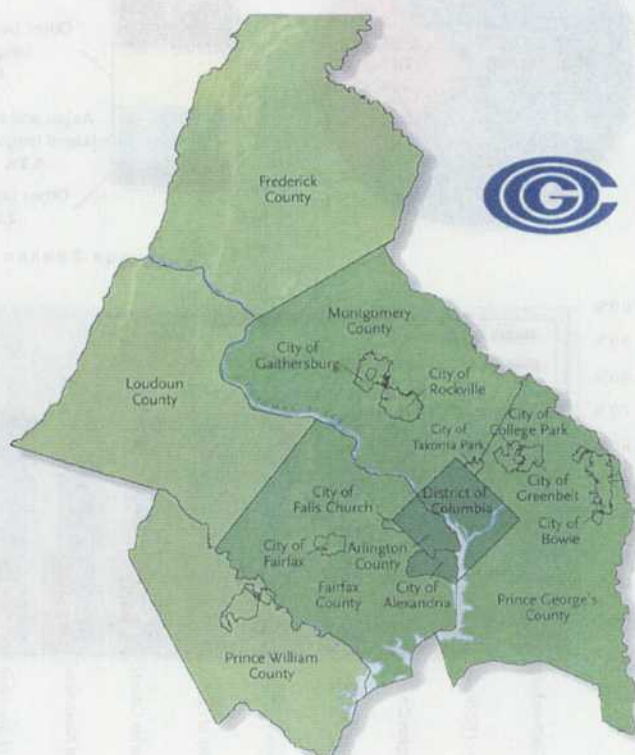 Frederick
County
Montgomery
County
City of
Gaithersburg
City of
Rockville
Loudoun
County
City of
Takoma Park
City of
College Park
City of
Greenbelt
City of
Bowie
District of
Columbia
City of
Falls Church
City of
Fairfax
Arlington
County
Fairfax
County
City of
Alexandria
Prince George's
County
Prince William
County
COG